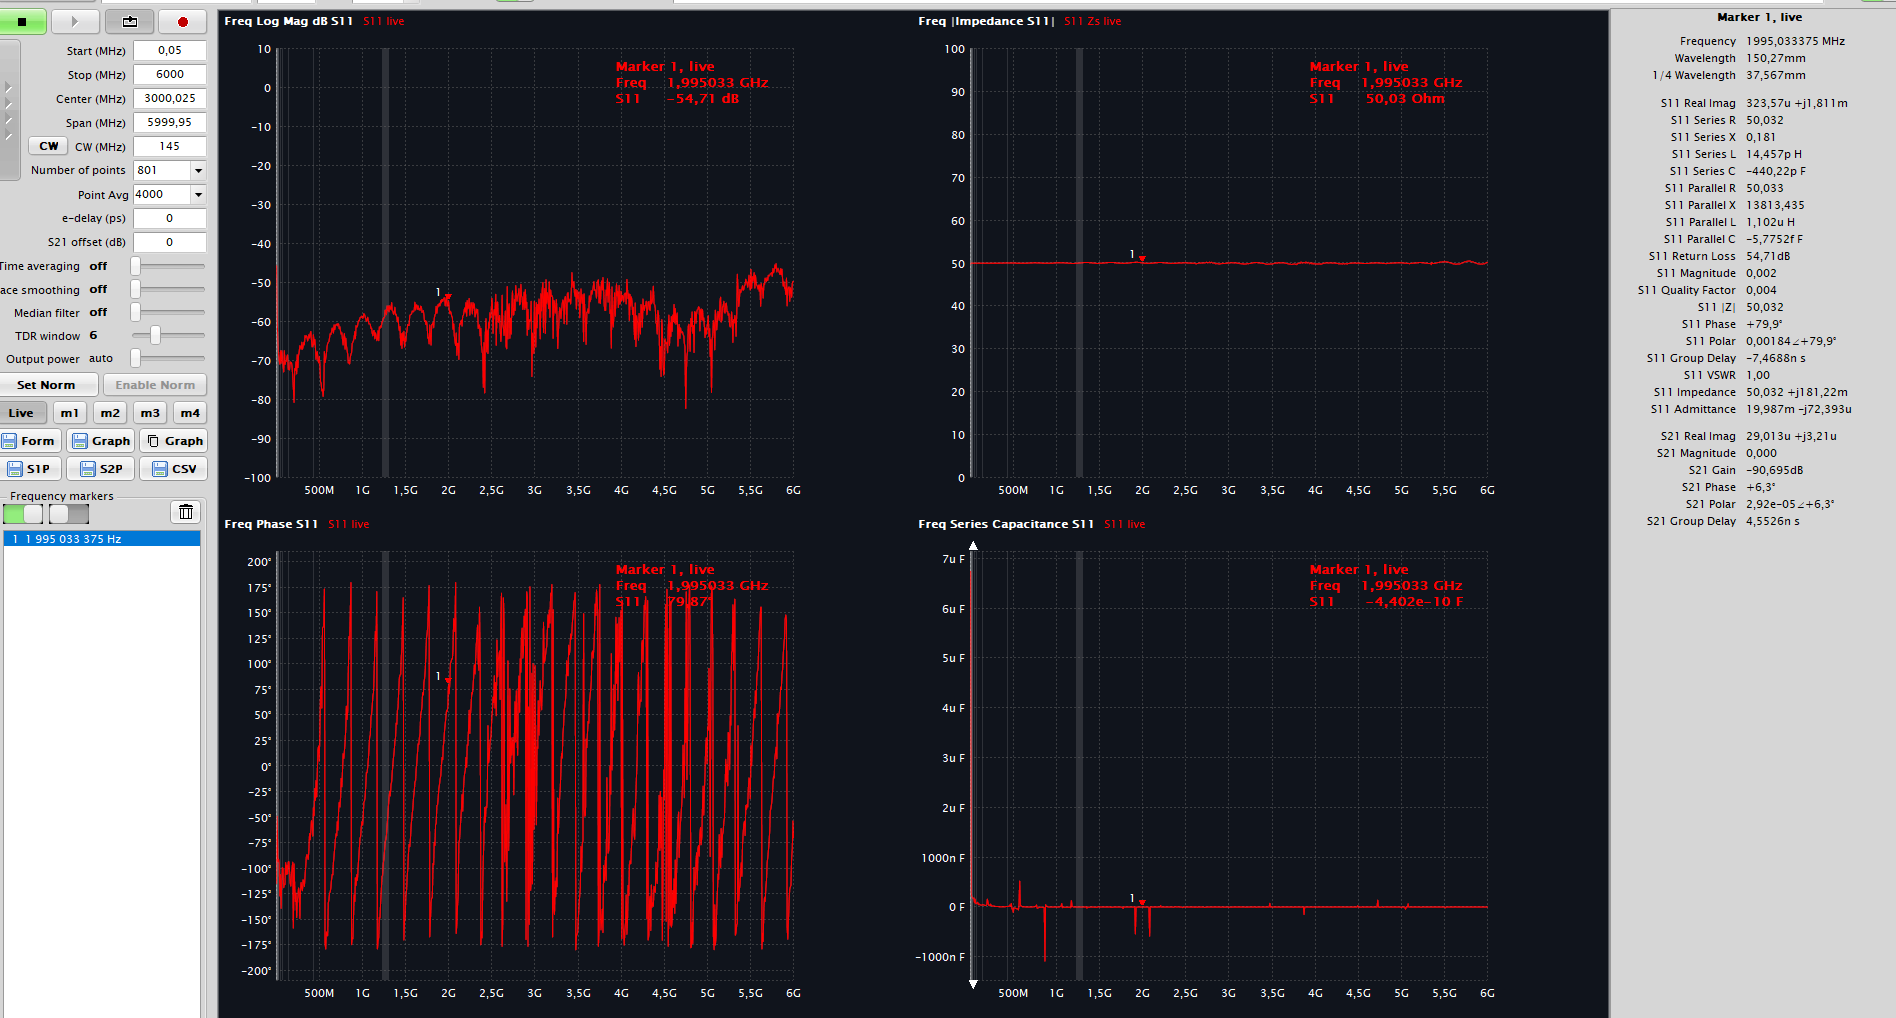 Start (MHz) 0,05
Stop (MHz) 6000
Center (MHz) 3000,025
Span (MHz) 5999,95
CW CW (MHz) 145
Number of points 801
Point Avg 4000
e-delay (ps) 0
S21 offset (dB) 0
Time averaging off
ace smoothing off
Median filter off
TDR window 6
Output power auto
Set Norm Enable Norm
Live m1 m2 m3 m4
Form Graph Graph
S1P S2P CSV
Frequency markers
1 1 995 033 375 Hz
Freq Log Mag dB S11 S11 live
Marker 1, live
Freq 1,995033 GHz
S11 -54,71 dB
10
0
-10
-20
-30
-40
-50
-60
-70
-80
-90
-100
1
500M 1G 1,5G 2G 2,5G 3G 3,5G 4G 4,5G 5G 5,5G 6G
Freq |Impedance S11| S11 Zs live
Marker 1, live
Freq 1,995033 GHz
S11 50,03 Ohm
100
90
80
70
60
50
40
30
20
10
0
1
500M 1G 1,5G 2G 2,5G 3G 3,5G 4G 4,5G 5G 5,5G 6G
Freq Phase S11 S11 live
Marker 1, live
Freq 1,995033 GHz
S11 79,87°
200°
175°
150°
125°
100°
75°
50°
25°
0°
-25°
-50°
-75°
-100°
-125°
-150°
-175°
-200°
1
500M 1G 1,5G 2G 2,5G 3G 3,5G 4G 4,5G 5G 5,5G 6G
Freq Series Capacitance S11 S11 live
Marker 1, live
Freq 1,995033 GHz
S11 -4,402e-10 F
7u F
6u F
5u F
4u F
3u F
2u F
1000n F
0 F
-1000n F
1
500M 1G 1,5G 2G 2,5G 3G 3,5G 4G 4,5G 5G 5,5G 6G
Marker 1, live
Frequency 1995,033375 MHz
Wavelength 150,27mm
1/4 Wavelength 37,567mm
S11 Real Imag 323,57u +j1,811m
S11 Series R 50,032
S11 Series X 0,181
S11 Series L 14,457p H
S11 Series C -440,22p F
S11 Parallel R 50,033
S11 Parallel X 13813,435
S11 Parallel L 1,102u H
S11 Parallel C -5,7752f F
S11 Return Loss 54,71dB
S11 Magnitude 0,002
S11 Quality Factor 0,004
S11 |Z| 50,032
S11 Phase +79,9°
S11 Polar 0,00184∠+79,9°
S11 Group Delay -7,4688n s
S11 VSWR 1,00
S11 Impedance 50,032 +j181,22m
S11 Admittance 19,987m -j72,393u
S21 Real Imag 29,013u +j3,21u
S21 Magnitude 0,000
S21 Gain -90,695dB
S21 Phase +6,3°
S21 Polar 2,92e-05∠+6,3°
S21 Group Delay 4,5526n s